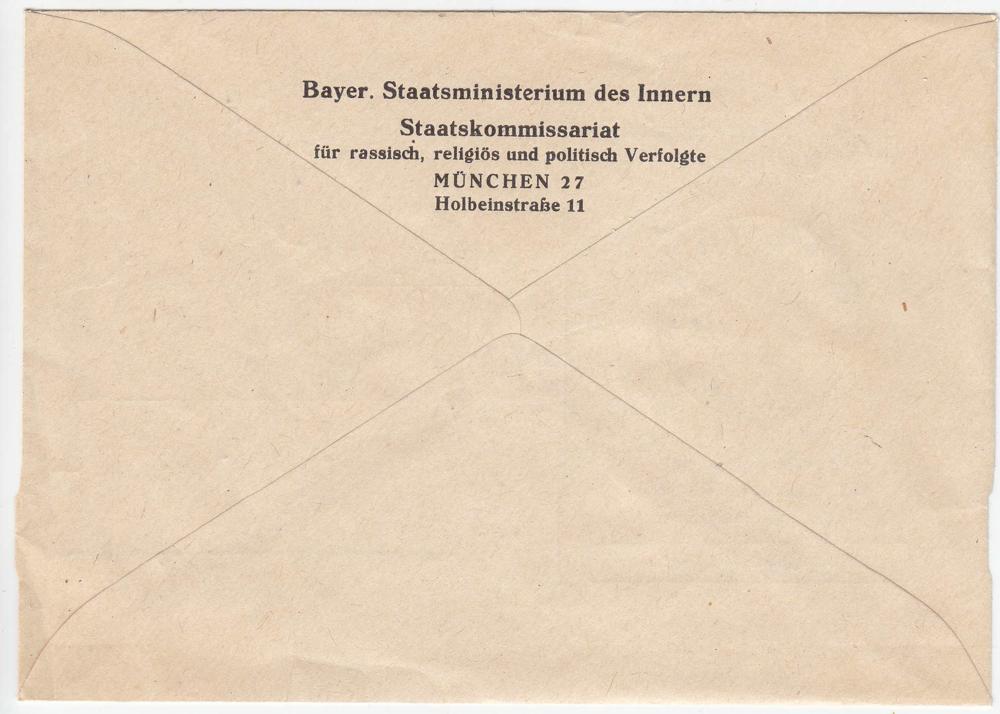 Bayer. Staatsministerium des Innern
Staatskommissariat
für rassisch, religiös und politisch Verfolgte
MÜNCHEN 27
Holbeinstraße 11